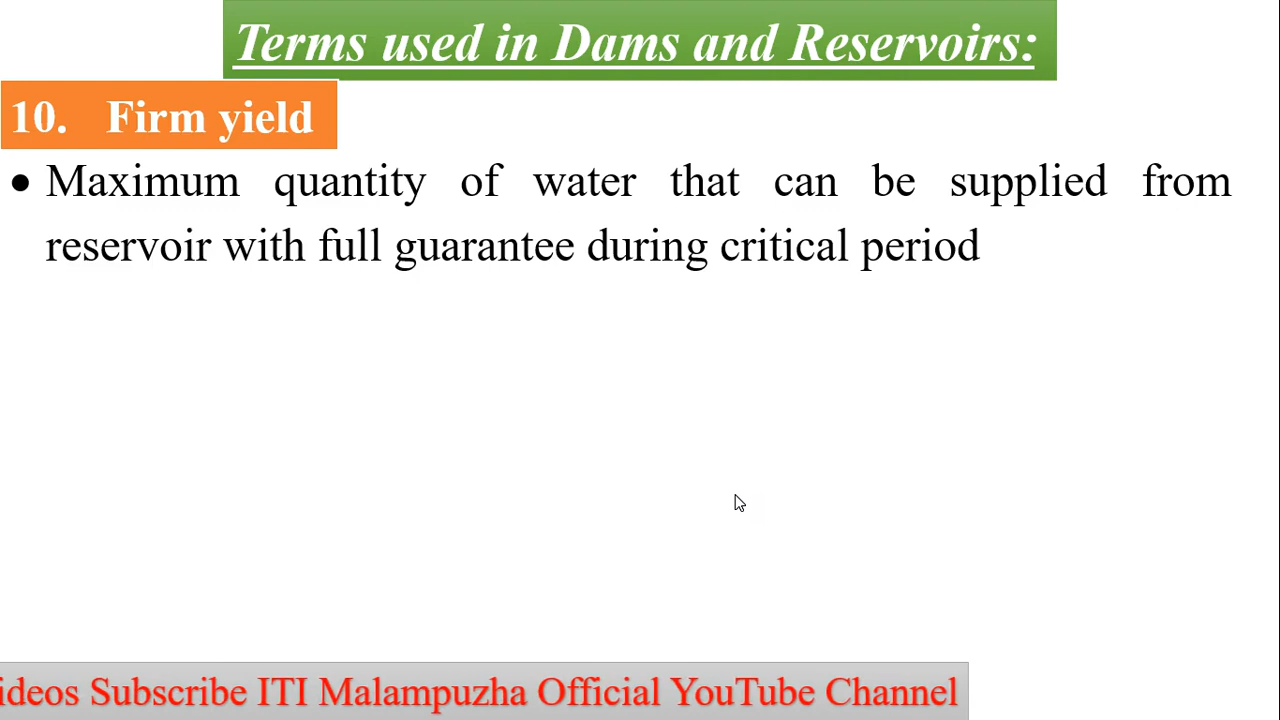 Terms used in Dams and Reservoirs:
10. Firm yield
• Maximum quantity of water that can be supplied from
reservoir with full guarantee during critical period
Subscribe ITI Malampuzha Official YouTube Channel